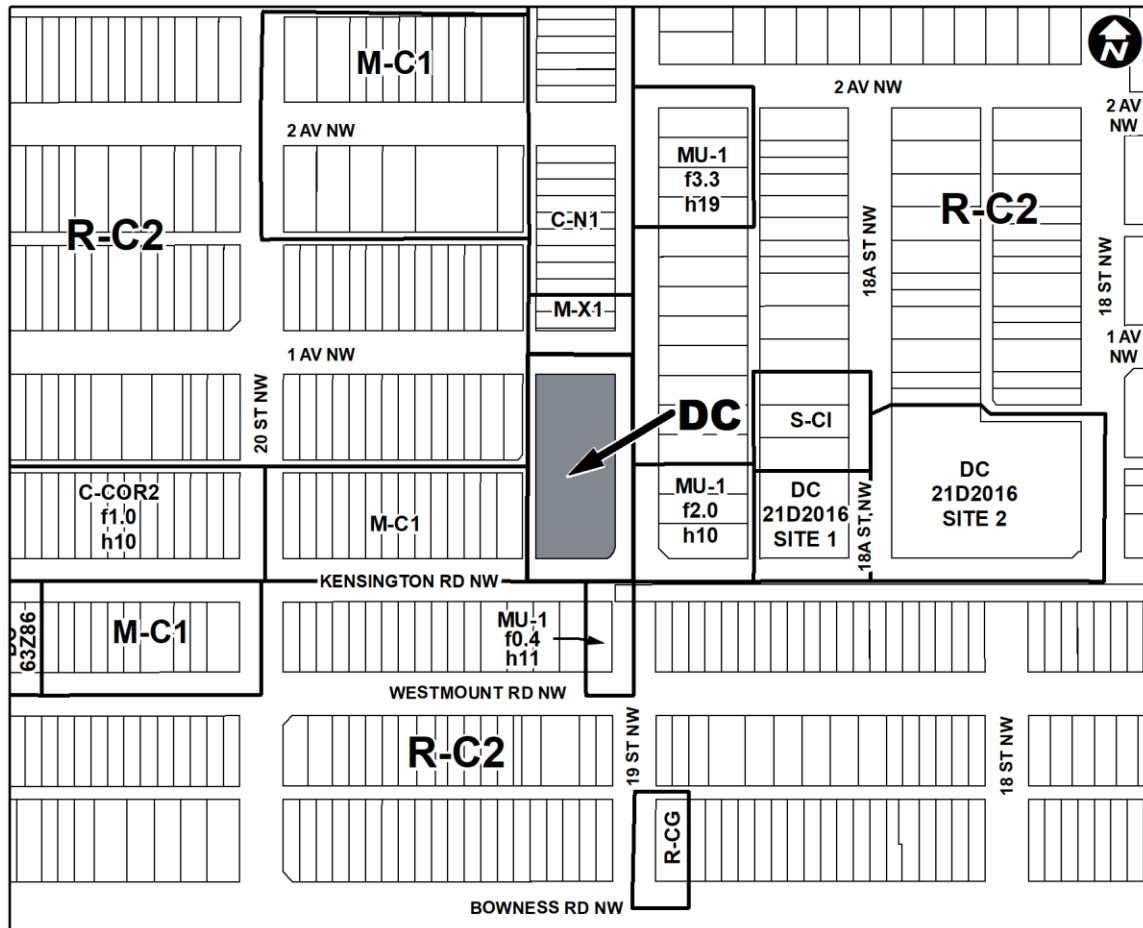 N
M-C1
2 AV NW
2 AV NW
2 AV
NW
MU-1
f3.3
h19
R-C2
C-N1
R-C2
18A ST NW
18 ST NW
M-X1
1 AV NW
1 AV
NW
20 ST NW
DC
S-CI
C-COR2
f1.0
h10
M-C1
MU-1
f2.0
h10
DC
21D2016
SITE 1
18A ST NW
DC
21D2016
SITE 2
KENSINGTON RD NW
63Z86
M-C1
MU-1
f0.4
h11
WESTMOUNT RD NW
R-C2
19 ST NW
18 ST NW
R-CG
BOWNESS RD NW